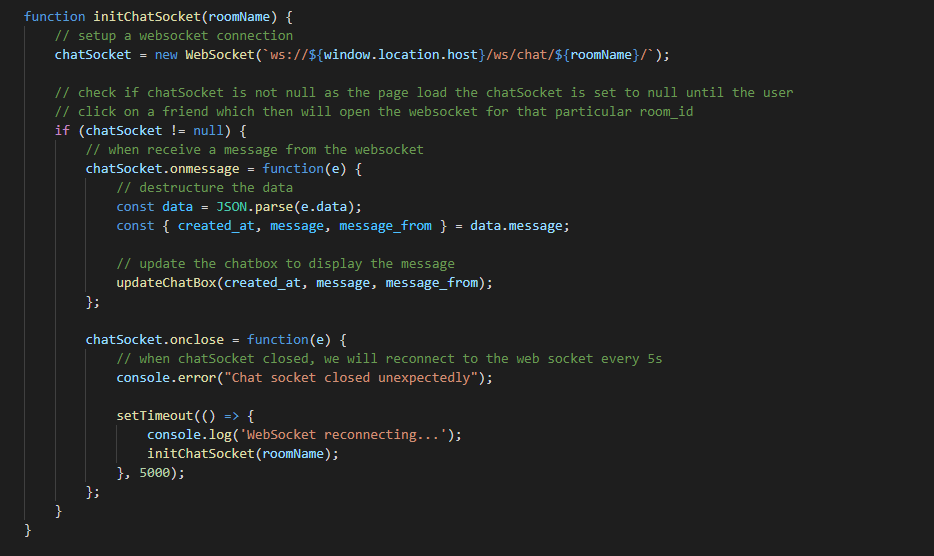 function initChatSocket(roomName) {
    // setup a websocket connection
    chatSocket = new WebSocket(`ws://${window.location.host}/ws/chat/${roomName}/`);

    // check if chatSocket is not null as the page load the chatSocket is set to null until the user
    // click on a friend which then will open the websocket for that particular room_id
    if (chatSocket != null) {
        // when receive a message from the websocket
        chatSocket.onmessage = function(e) {
            // destructure the data
            const data = JSON.parse(e.data);
            const { created_at, message, message_from } = data.message;

            // update the chatbox to display the message
            updateChatBox(created_at, message, message_from);
        };

        chatSocket.onclose = function(e) {
            // when chatSocket closed, we will reconnect to the web socket every 5s
            console.error("Chat socket closed unexpectedly");

            setTimeout(() => {
                console.log('WebSocket reconnecting...');
                initChatSocket(roomName);
            }, 5000);
        };
    }
}